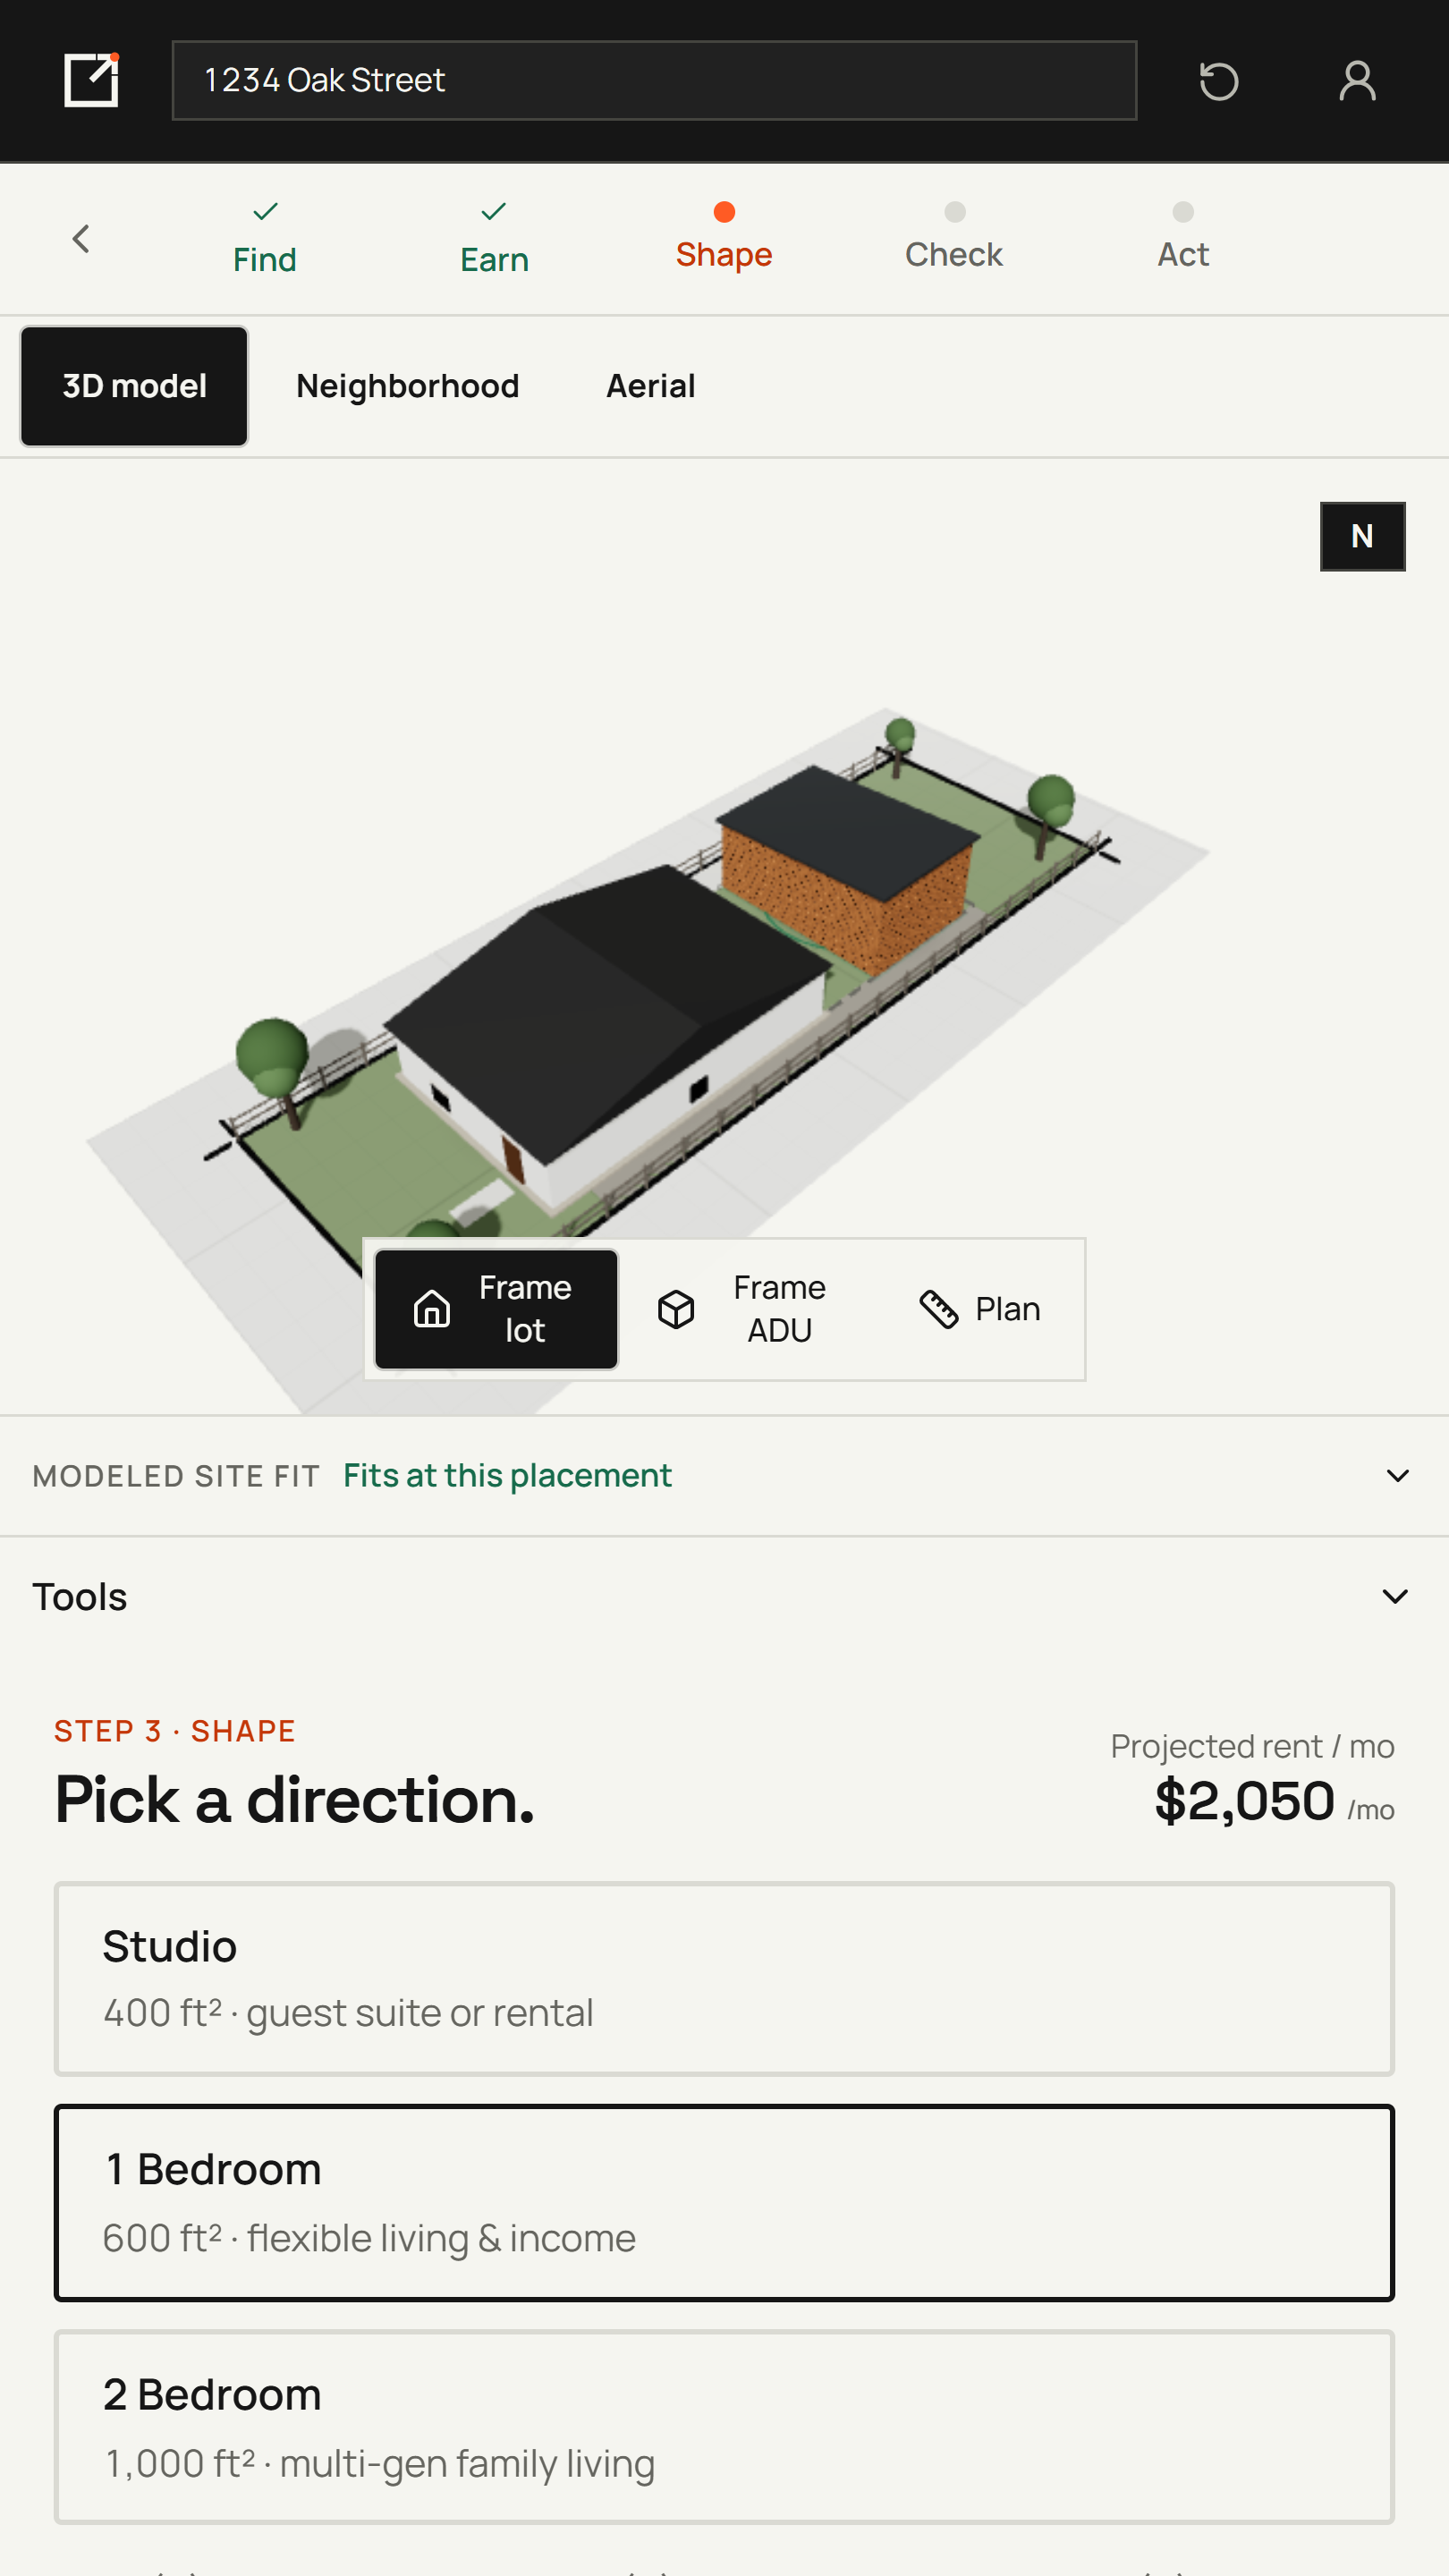 1234 Oak Street
Find
Earn
Shape
Check
Act
3D model
Neighborhood
Aerial
N
Frame
lot
Frame
ADU
Plan
MODELED SITE FIT Fits at this placement
Tools
STEP 3 · SHAPE
Pick a direction.
Projected rent / mo
$2,050 /mo
Studio
400 ft² · guest suite or rental
1 Bedroom
600 ft² · flexible living & income
2 Bedroom
1,000 ft² · multi-gen family living